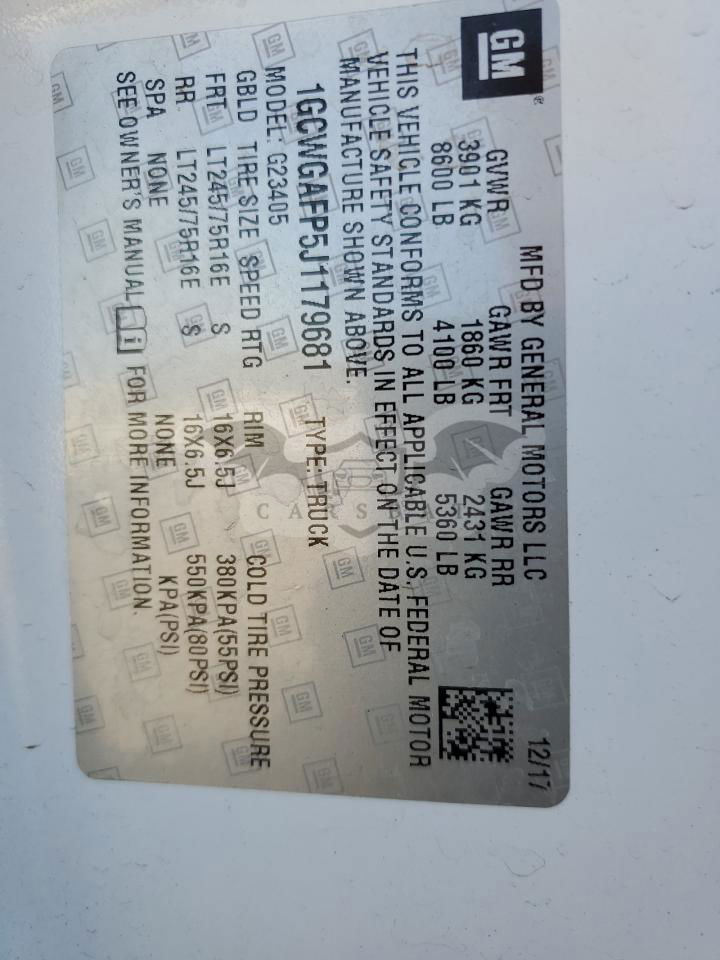 GM
MFD BY GENERAL MOTORS LLC 12/17
GVWR GAWR FRT GAWR RR
3901 KG 1860 KG 2431 KG
8600 LB 4100 LB 5360 LB
THIS VEHICLE CONFORMS TO ALL APPLICABLE U.S. FEDERAL MOTOR
VEHICLE SAFETY STANDARDS IN EFFECT ON THE DATE OF
MANUFACTURE SHOWN ABOVE.
1GCWGAFP5J1179681 TYPE: TRUCK
MODEL: G23405
GBLD TIRE SIZE SPEED RTG RIM COLD TIRE PRESSURE
FRT LT245/75R16E S 16X6.5J 380KPA(55PSI)
RR LT245/75R16E S 16X6.5J 550KPA(80PSI)
SPA NONE NONE KPA(PSI)
SEE OWNER'S MANUAL FOR MORE INFORMATION.